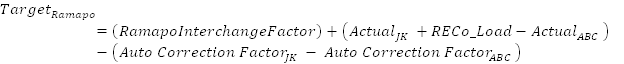 Target_Ramapo
= (RamapoInterchangeFactor) + (Actual_JK + RECo_Load − Actual_ABC)
− (Auto Correction Factor_JK − Auto Correction Factor_ABC)